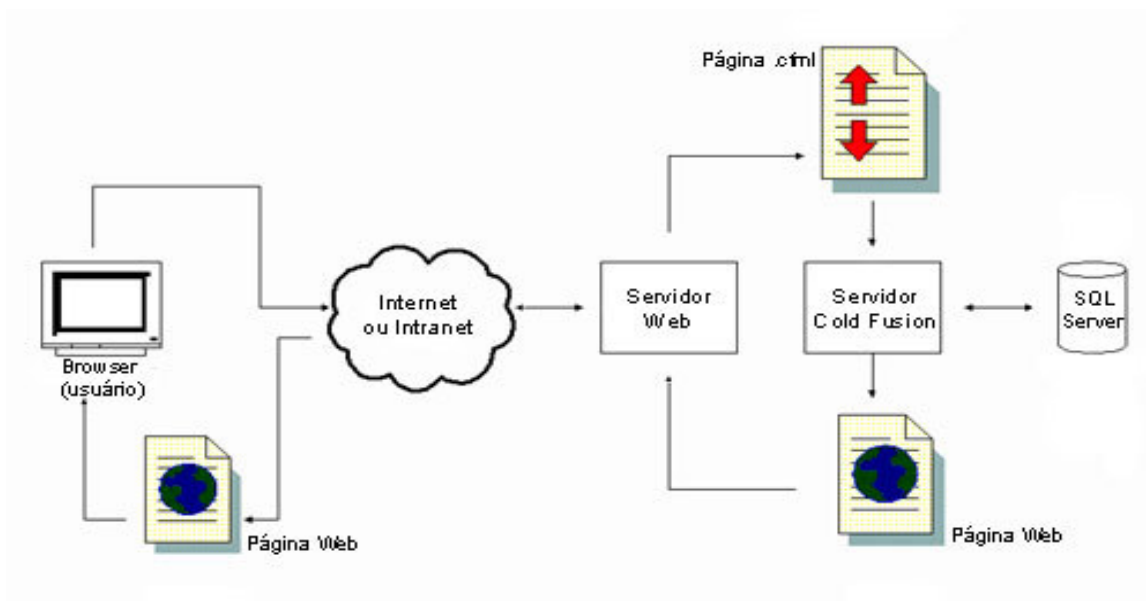 Página .cfml
Internet
ou Intranet
Servidor
Web
Servidor
Cold Fusion
SQL
Server
Browser
(usuário)
Página Web
Página Web